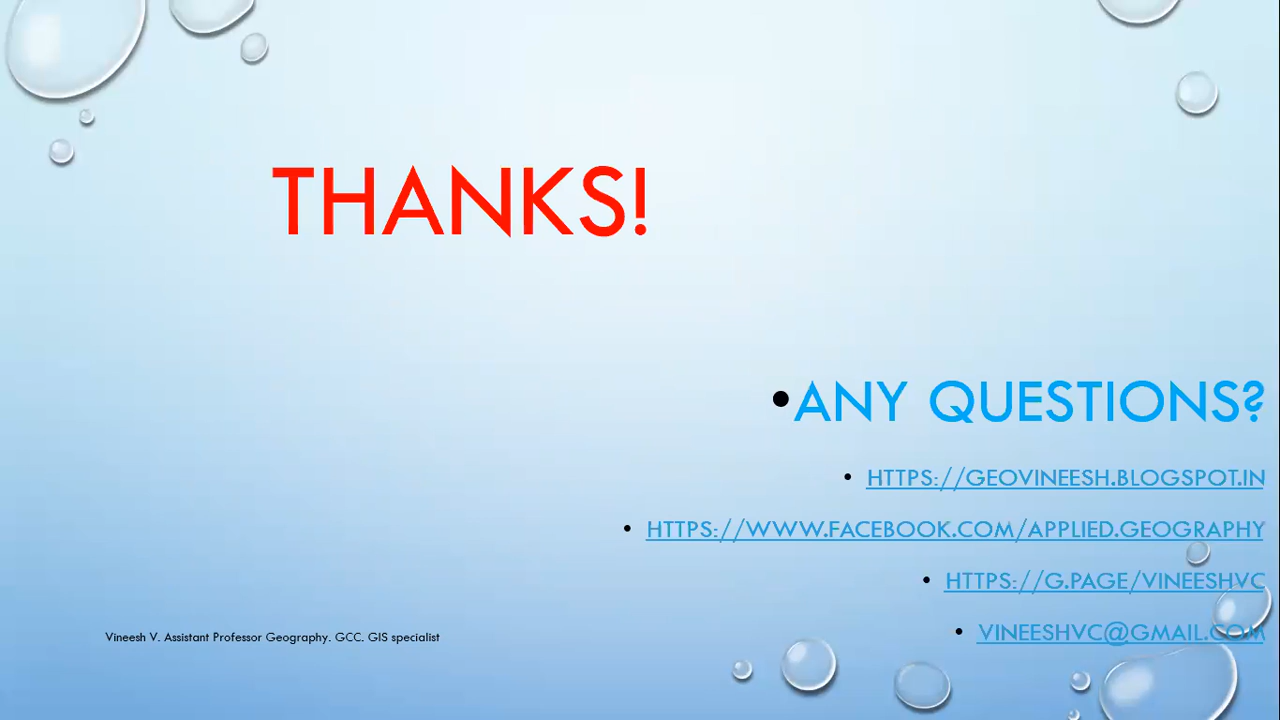 THANKS!
•ANY QUESTIONS?
• HTTPS://GEOVINEESH.BLOGSPOT.IN
• HTTPS://WWW.FACEBOOK.COM/APPLIED.GEOGRAPHY
• HTTPS://G.PAGE/VINEESHVC
• VINEESHVC@GMAIL.COM
Vineesh V. Assistant Professor Geography. GCC. GIS specialist